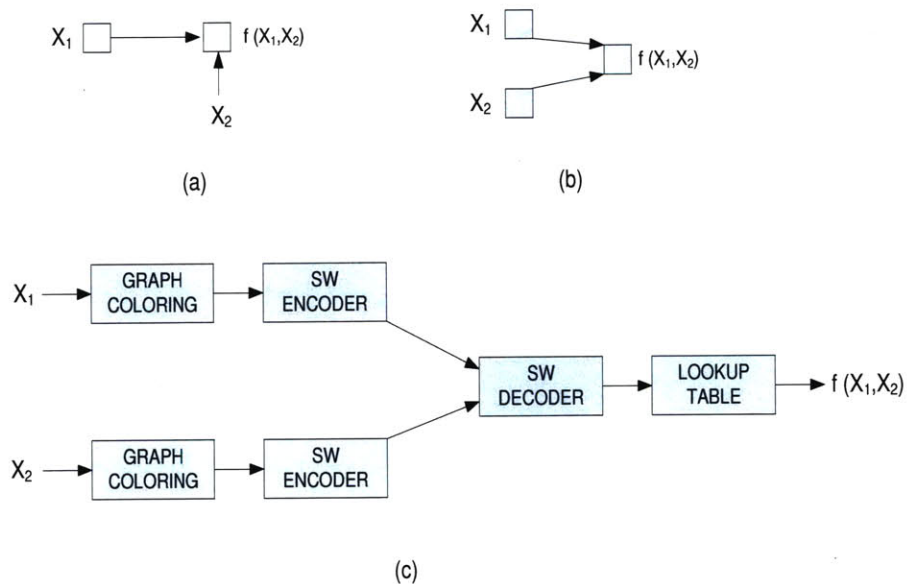 X₁
f (X₁,X₂)
X₂
(a)
X₁
f (X₁,X₂)
X₂
(b)
X₁
GRAPH
COLORING
SW
ENCODER
SW
DECODER
LOOKUP
TABLE
f (X₁,X₂)
X₂
GRAPH
COLORING
SW
ENCODER
(c)